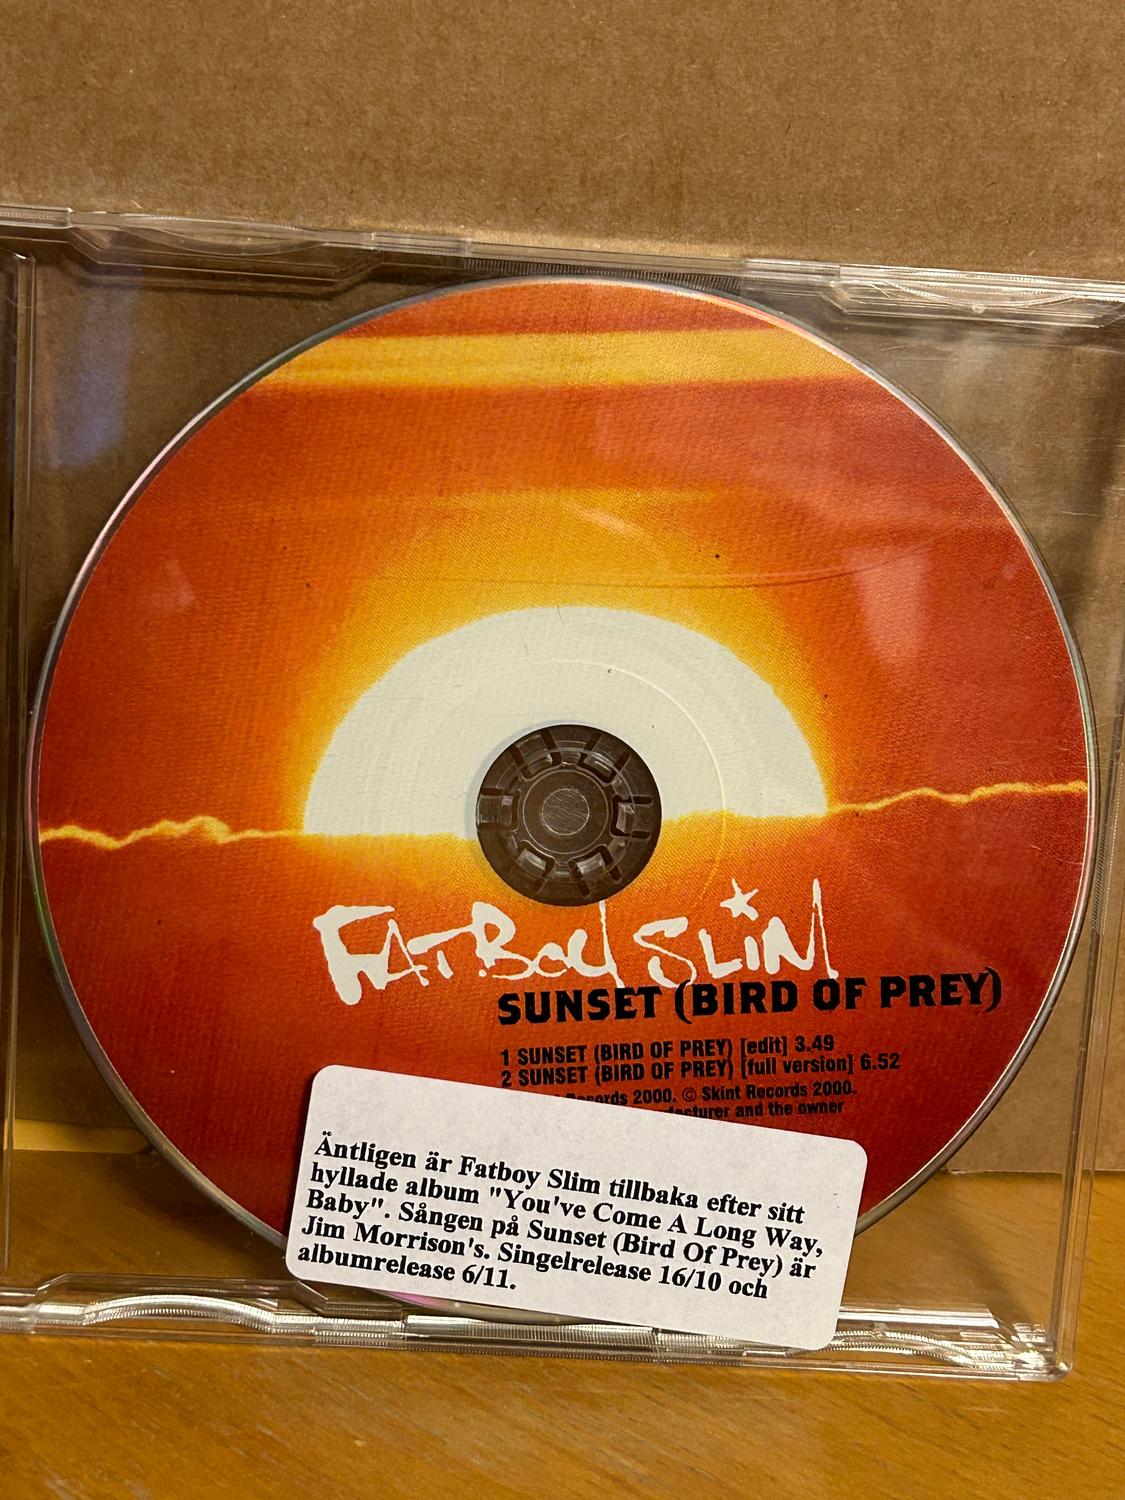 FATBOY SLIM
SUNSET (BIRD OF PREY)
1 SUNSET (BIRD OF PREY) [edit] 3.49
2 SUNSET (BIRD OF PREY) [full version] 6.52
2000. © Skint Records 2000.
and the owner
Äntligen är Fatboy Slim tillbaka efter sitt
hyllade album "You've Come A Long Way,
Baby". Sången på Sunset (Bird Of Prey) är
Jim Morrison's. Singelrelease 16/10 och
albumrelease 6/11.